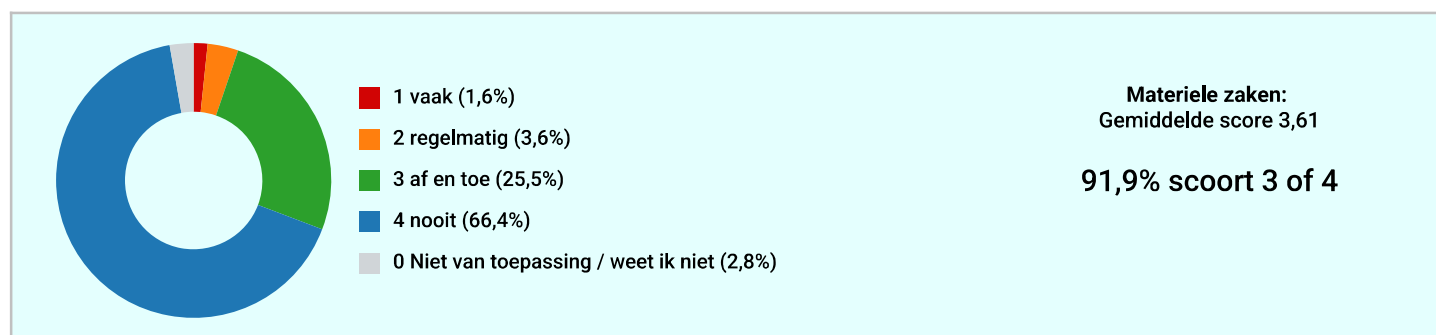 1 vaak (1,6%)
2 regelmatig (3,6%)
3 af en toe (25,5%)
4 nooit (66,4%)
0 Niet van toepassing / weet ik niet (2,8%)
Materiele zaken:
Gemiddelde score 3,61
91,9% scoort 3 of 4